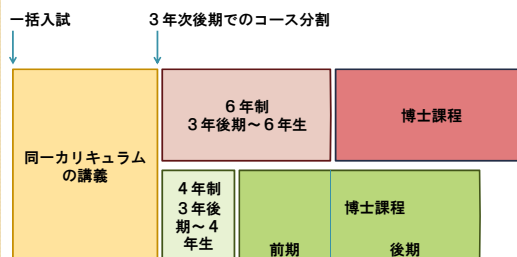 一括入試
３年次後期でのコース分割
同一カリキュラム
の講義
６年制
３年後期～６年生
博士課程
４年制
３年後
期～４
年生
博士課程
前期
後期